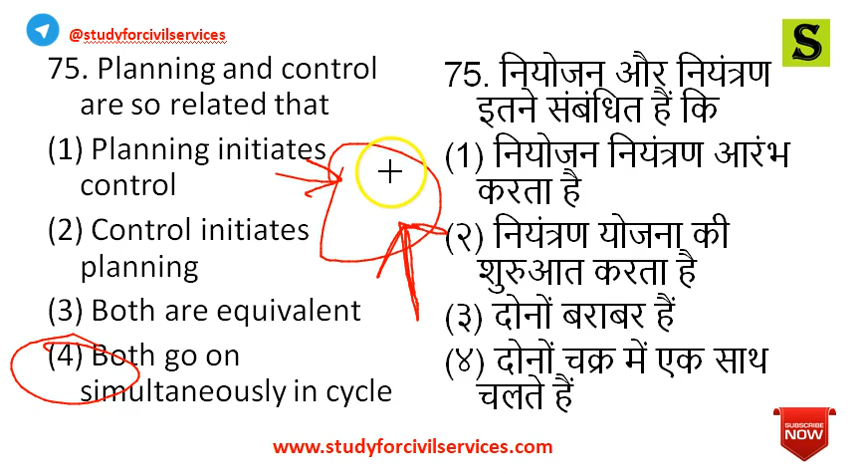 @studyforcivilservices
S
75. Planning and control
are so related that
(1) Planning initiates
control
(2) Control initiates
planning
(3) Both are equivalent
(4) Both go on
simultaneously in cycle
75. नियोजन और नियंत्रण
इतने संबंधित हैं कि
(1) नियोजन नियंत्रण आरंभ
करता है
(२) नियंत्रण योजना की
शुरुआत करता है
(३) दोनों बराबर हैं
(४) दोनों चक्र में एक साथ
चलते हैं
SUBSCRIBE
NOW
www.studyforcivilservices.com